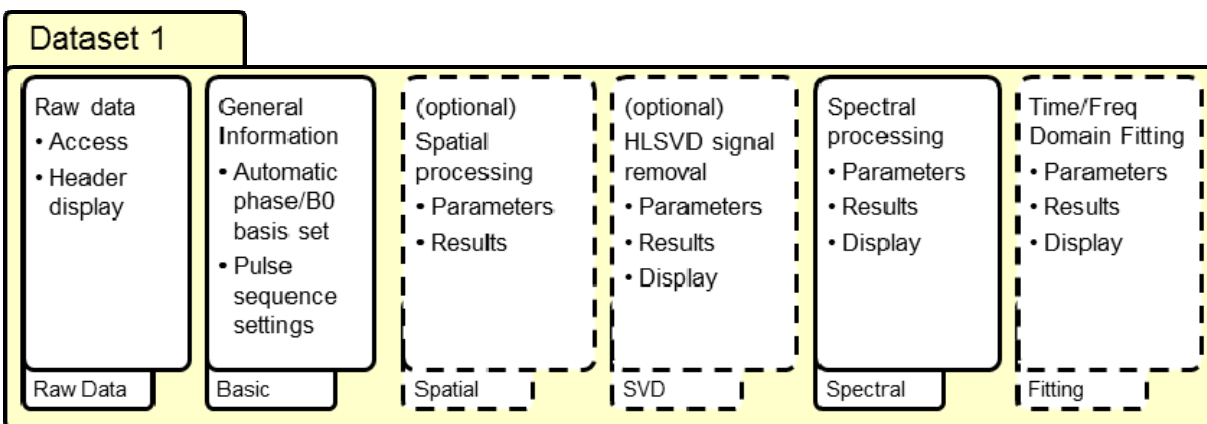 Dataset 1
Raw data
• Access
• Header
display
Raw Data
General
Information
• Automatic
phase/B0
basis set
• Pulse
sequence
settings
Basic
(optional)
Spatial
processing
• Parameters
• Results
Spatial
(optional)
HLSVD signal
removal
• Parameters
• Results
• Display
SVD
Spectral
processing
• Parameters
• Results
• Display
Spectral
Time/Freq
Domain Fitting
• Parameters
• Results
• Display
Fitting